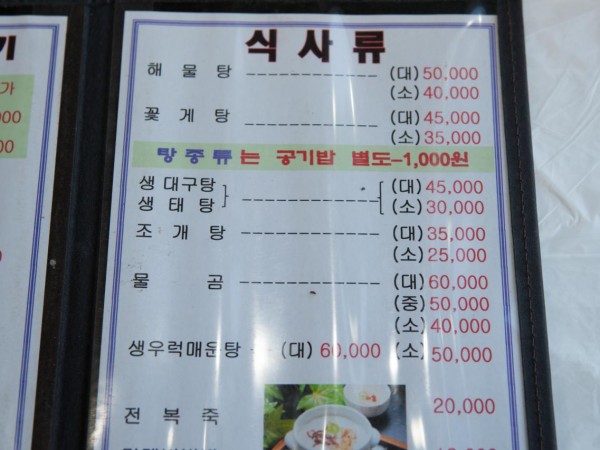 기
가
000
000
식사류
해물탕 -------------- (대) 50,000
(소) 40,000
꽃게탕 -------------- (대) 45,000
(소) 35,000
탕종류는 공기밥 별도-1,000원
생대구탕 (대) 45,000
생태탕 (소) 30,000
조개탕 -------------- (대) 35,000
(소) 25,000
물곰 -------------- (대) 60,000
(중) 50,000
(소) 40,000
생우럭매운탕 -- (대) 60,000 (소) 50,000
전복죽 20,000